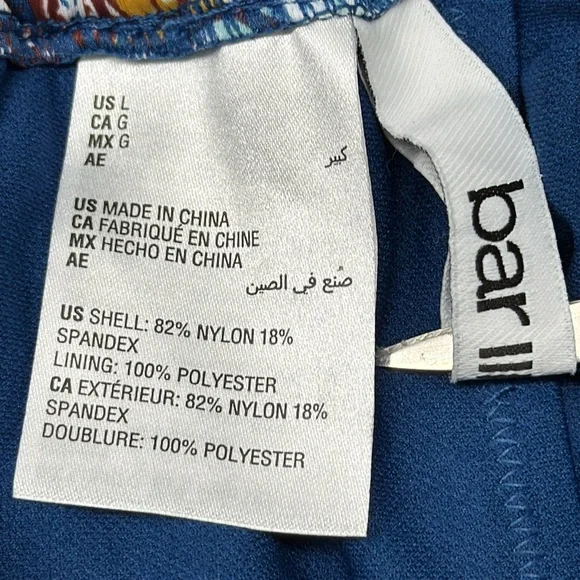 US L
CA G
MX G
AE كبير
US MADE IN CHINA
CA FABRIQUÉ EN CHINE
MX HECHO EN CHINA
AE
صُنع في الصين
US SHELL: 82% NYLON 18%
SPANDEX
LINING: 100% POLYESTER
CA EXTÉRIEUR: 82% NYLON 18%
SPANDEX
DOUBLURE: 100% POLYESTER
bar III